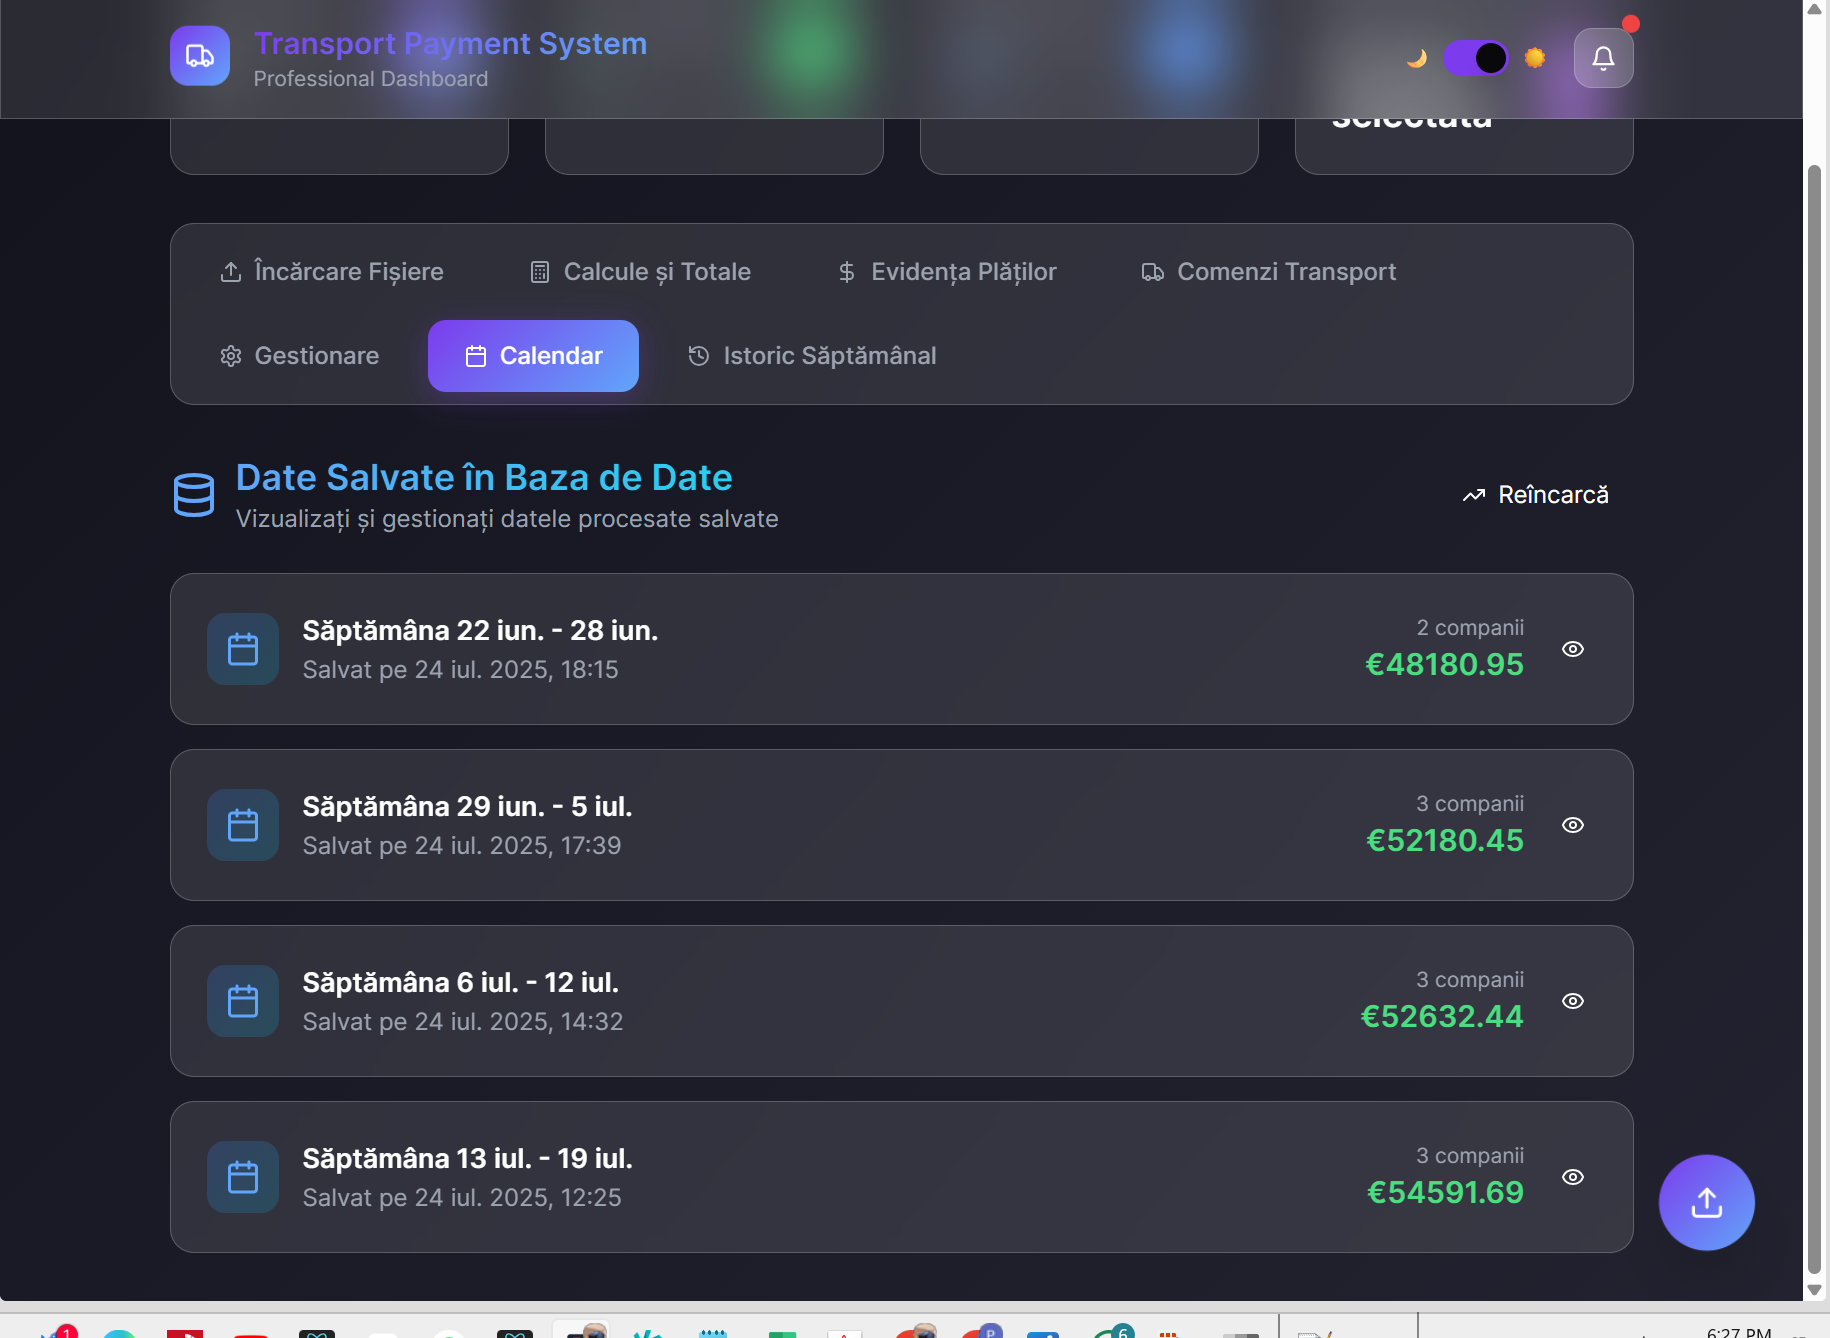 Transport Payment System
Professional Dashboard
🌙
☀️
selectată
Încărcare Fișiere
Calcule și Totale
Evidența Plăților
Comenzi Transport
Gestionare
Calendar
Istoric Săptămânal
Date Salvate în Baza de Date
Vizualizați și gestionați datele procesate salvate
Reîncarcă
Săptămâna 22 iun. - 28 iun.
Salvat pe 24 iul. 2025, 18:15
2 companii
€48180.95
Săptămâna 29 iun. - 5 iul.
Salvat pe 24 iul. 2025, 17:39
3 companii
€52180.45
Săptămâna 6 iul. - 12 iul.
Salvat pe 24 iul. 2025, 14:32
3 companii
€52632.44
Săptămâna 13 iul. - 19 iul.
Salvat pe 24 iul. 2025, 12:25
3 companii
€54591.69
1
P
6
6:27 PM